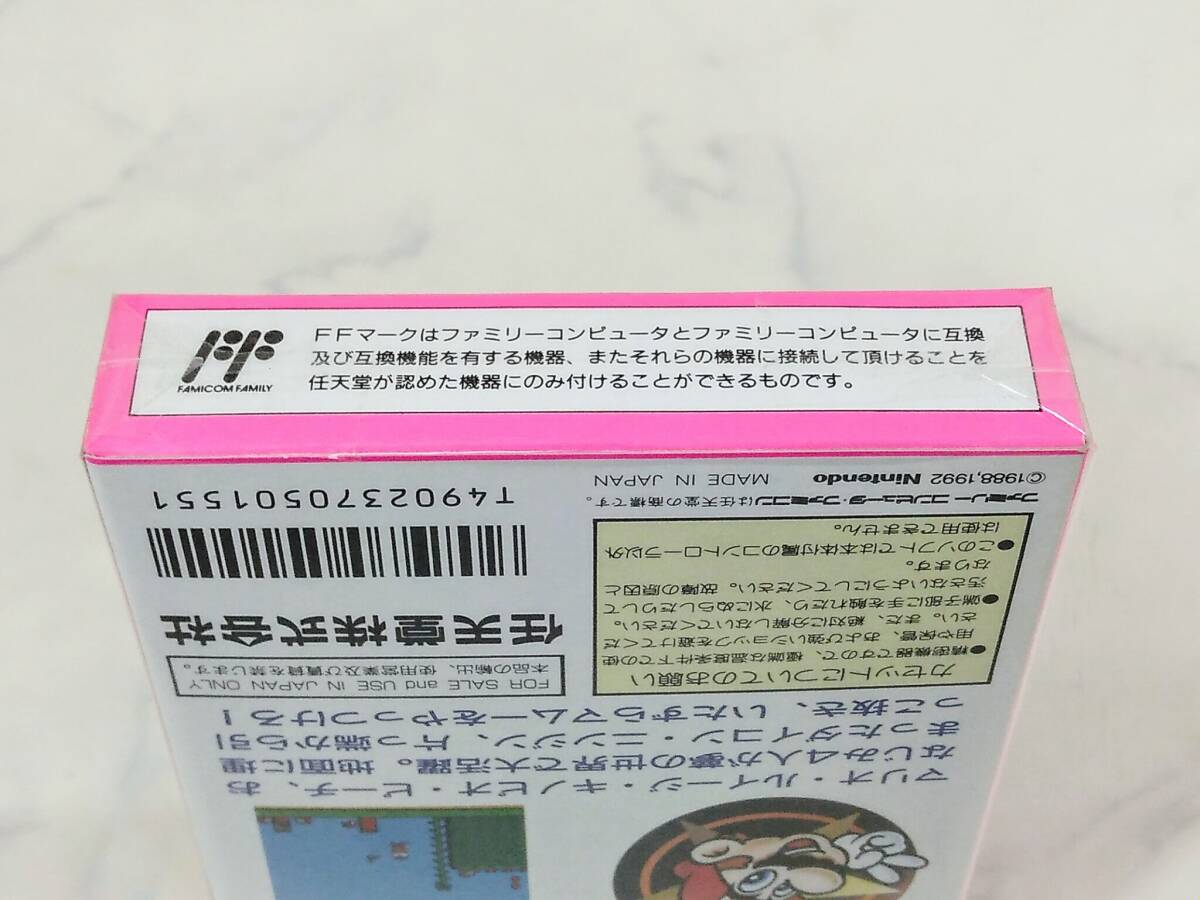 FAMICOM FAMILY
FFマークはファミリーコンピュータとファミリーコンピュータに互換
及び互換機能を有する機器、またそれらの機器に接続して頂けることを
任天堂が認めた機器にのみ付けることができるものです。
マリオ・ルイージ・キノピオ・ピーチ、お
なじみ4人が夢の世界で大活躍。地面に埋
まったダイコン・ニンジン、片っ端から引
っこ抜き、いたずらマムーをやっつけろ!
カセットについてのお願い
●精密機器ですので、極端な温度条件下での使
用や保管、および強いショックを避けてくだ
さい。また、絶対に分解しないでください。
●端子部に手を触れたり、水にぬらしたりして
汚さないようにしてください。故障の原因と
なります。
●このソフトでは本体付属のコントローラ以外
は使用できません。
ファミリーコンピュータ・ファミコンは任天堂の商標です。
©1988,1992 Nintendo MADE IN JAPAN
FOR SALE and USE IN JAPAN ONLY
本品の輸出、使用営業及び賃貸を禁じます。
任天堂株式会社
T4902370501551